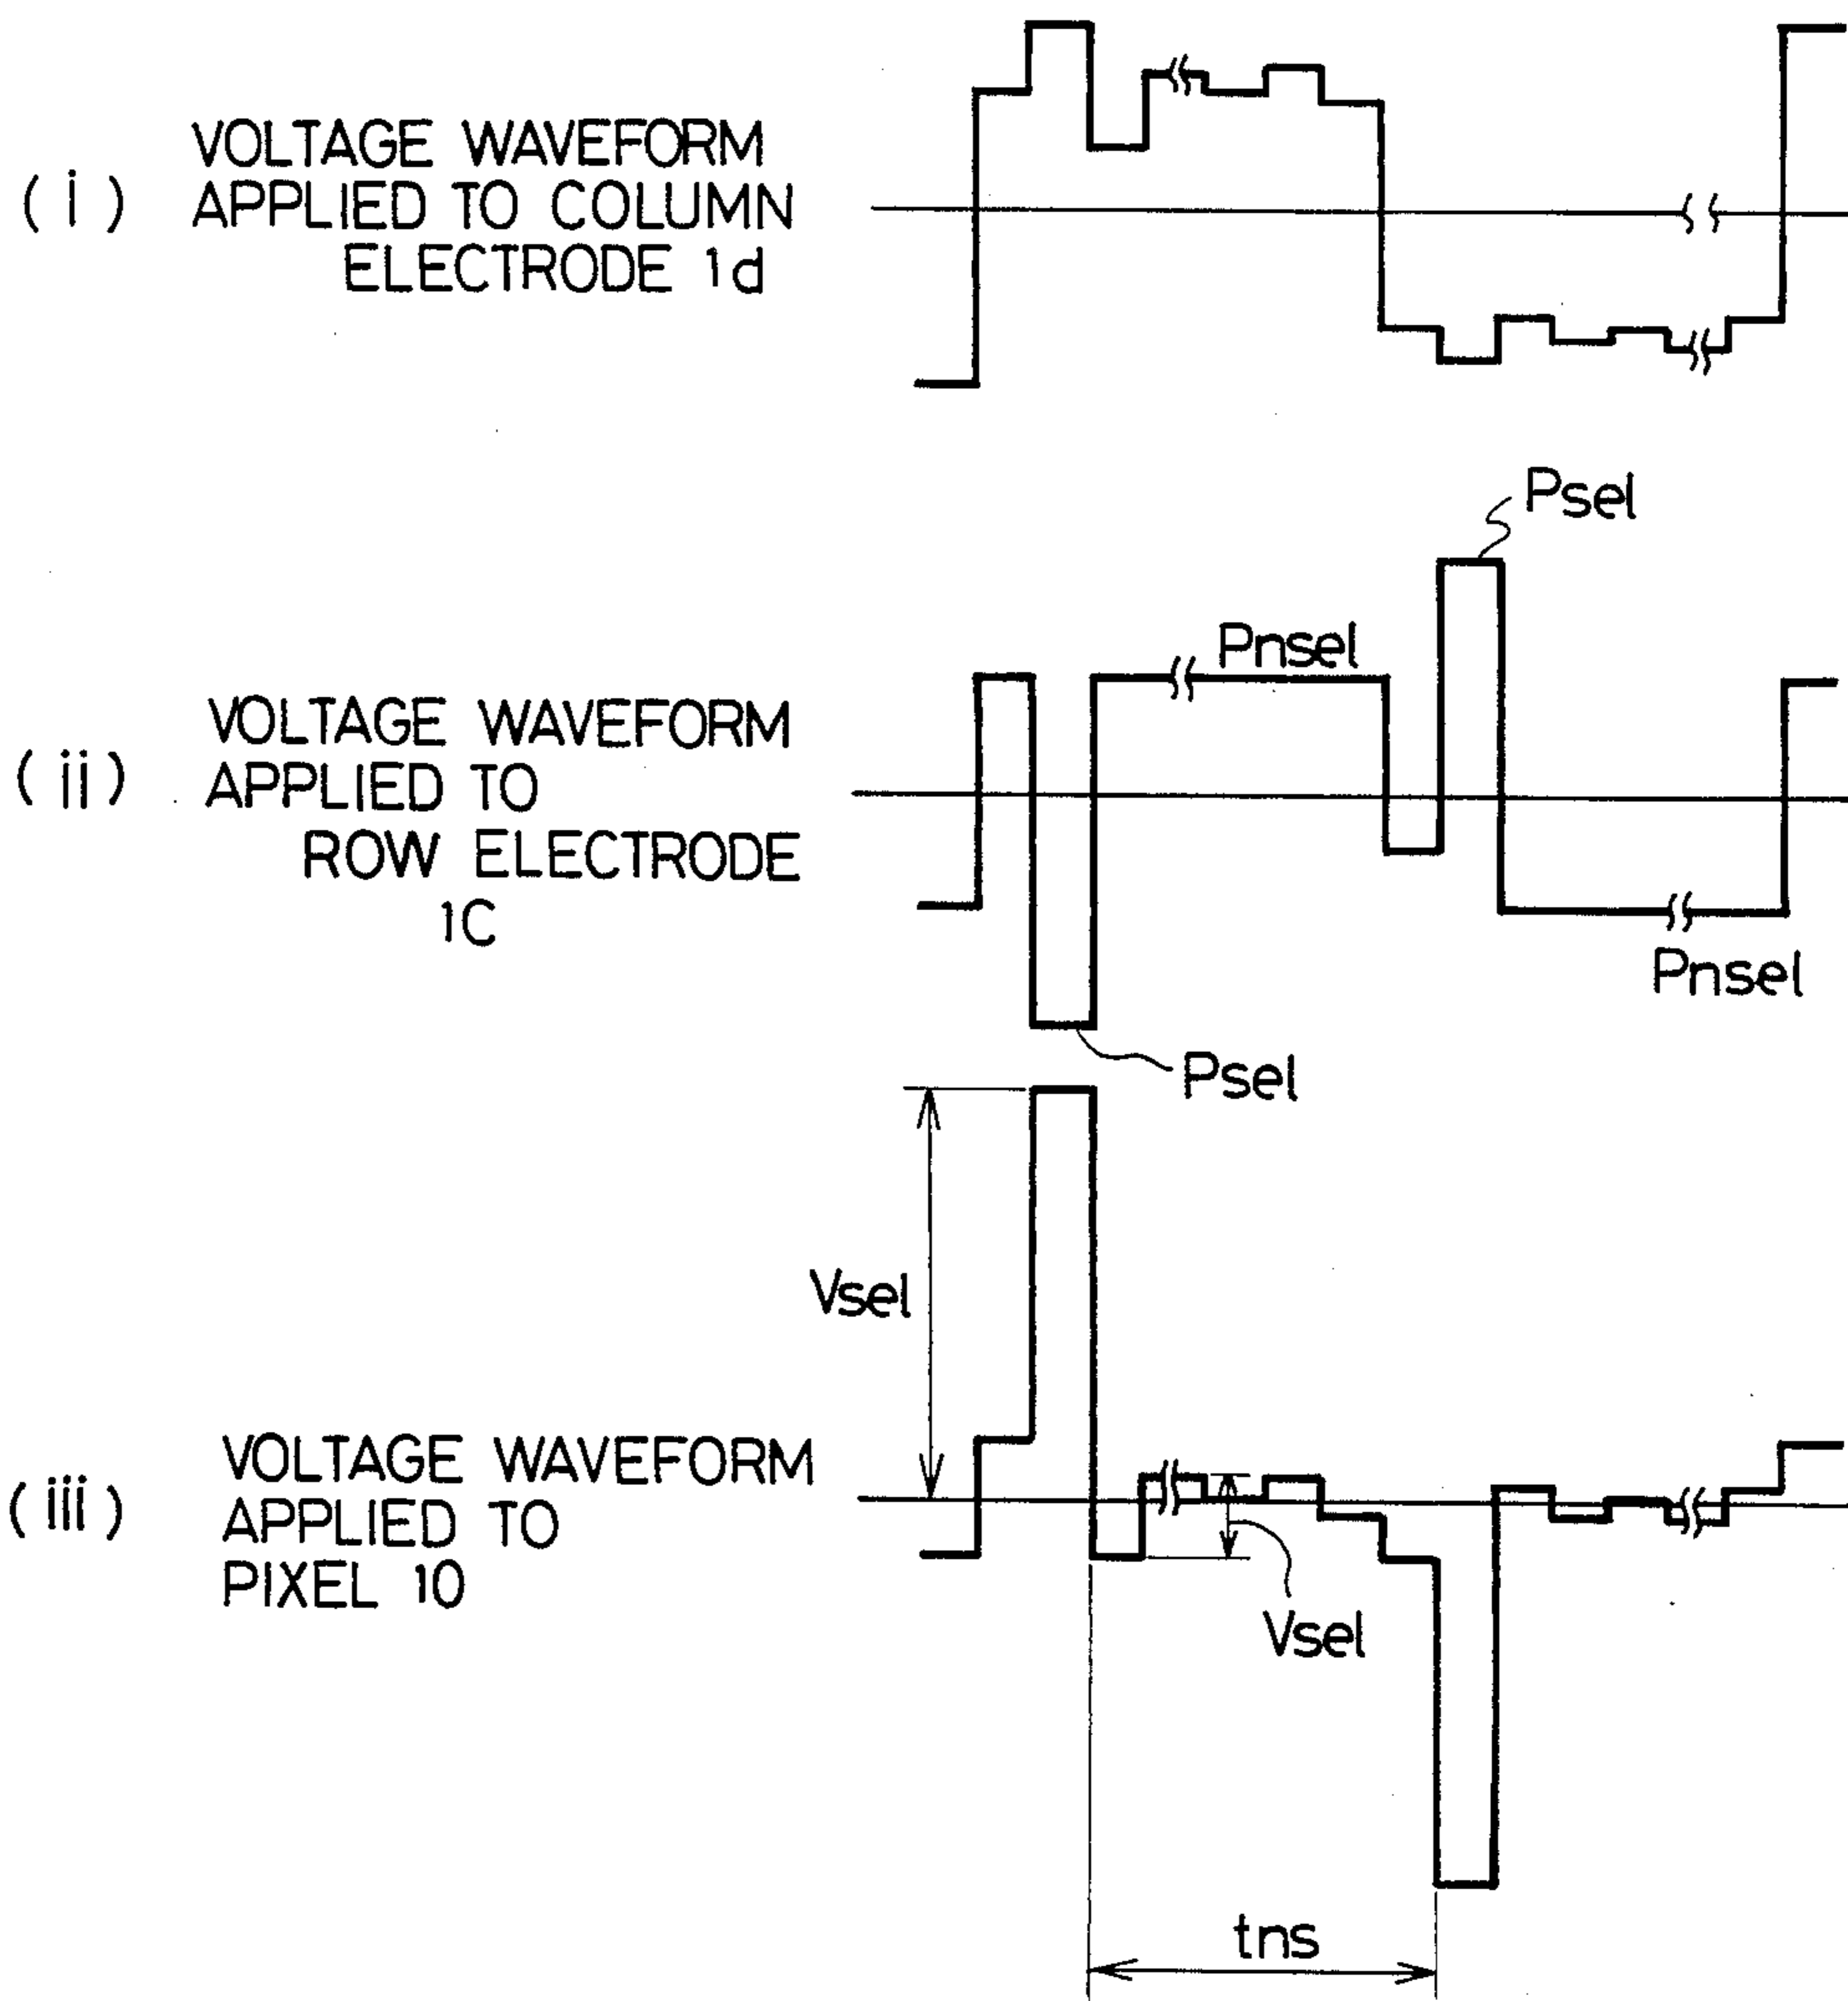 (i) VOLTAGE WAVEFORM
APPLIED TO COLUMN
ELECTRODE 1d
Psel
Pnsel
(ii) VOLTAGE WAVEFORM
APPLIED TO
ROW ELECTRODE
1C
Pnsel
Psel
Vsel
(iii) VOLTAGE WAVEFORM
APPLIED TO
PIXEL 10
Vsel
tns